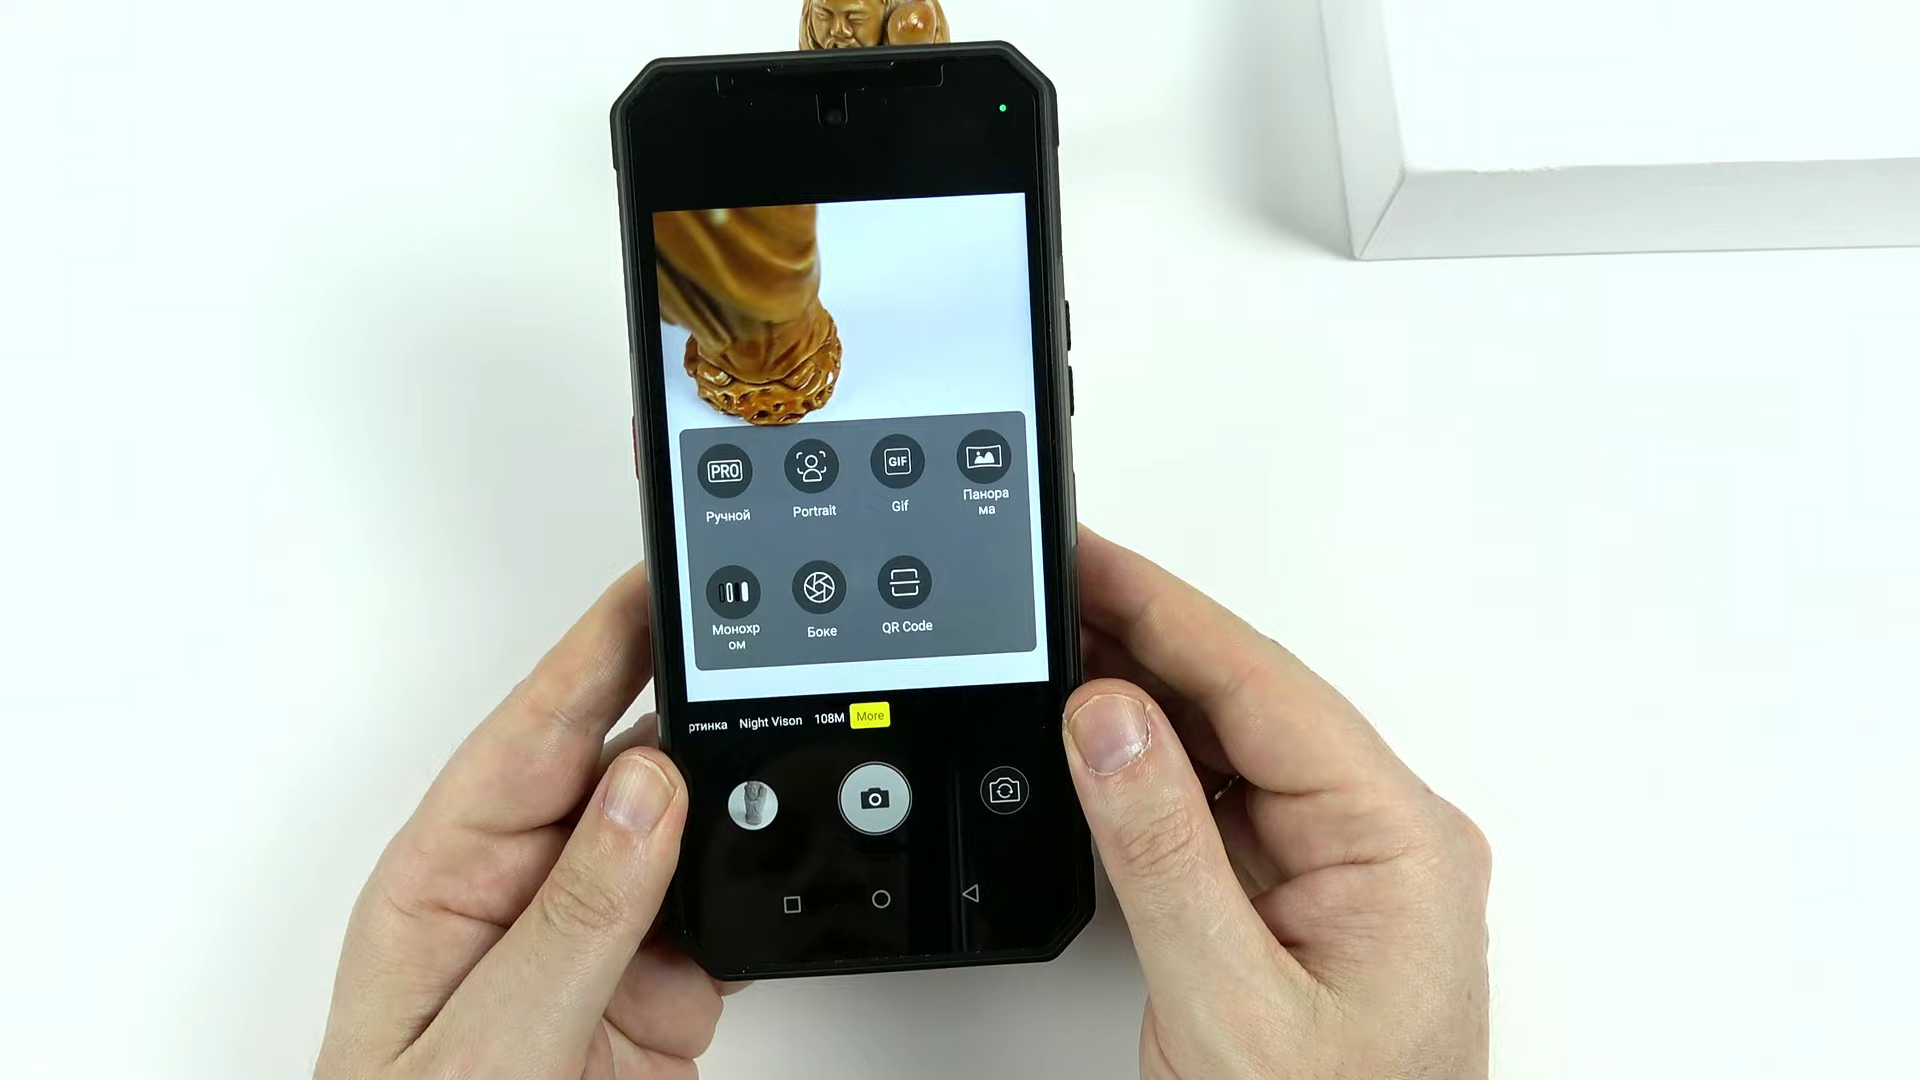 PRO
GIF
Ручной
Portrait
Gif
Панора
ма
Монохр
ом
Боке
QR Code
ртинка Night Vison 108M More